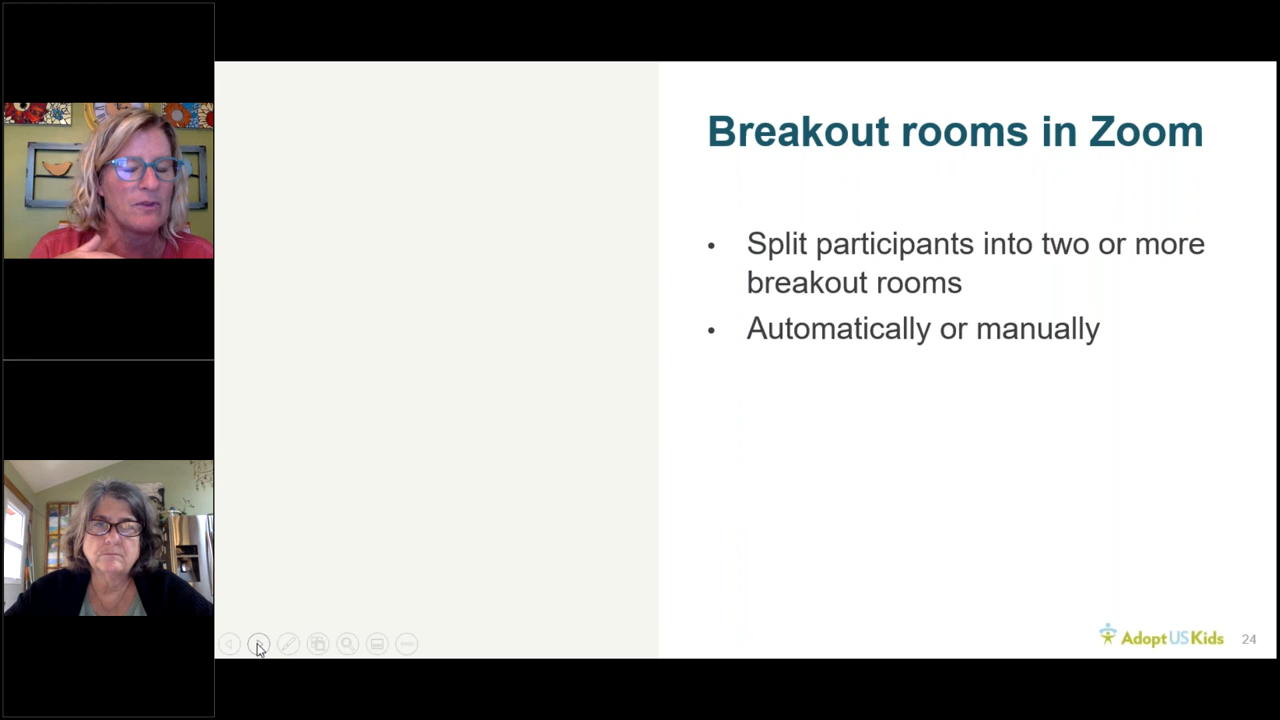 Breakout rooms in Zoom
• Split participants into two or more
breakout rooms
• Automatically or manually
AdoptUSKids 24